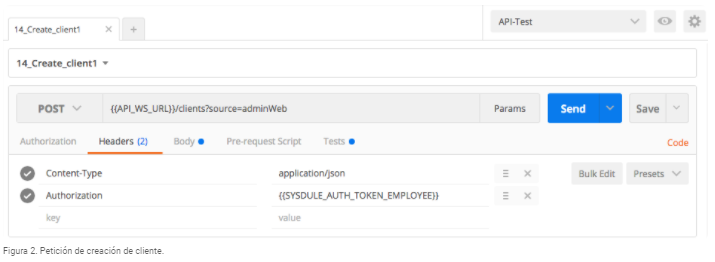 14_Create_client1
API-Test
14_Create_client1
POST {{API_WS_URL}}/clients?source=adminWeb Params Send Save
Authorization Headers (2) Body Pre-request Script Tests Code
Content-Type application/json Bulk Edit Presets
Authorization {{SYSDULE_AUTH_TOKEN_EMPLOYEE}}
key value
Figura 2. Petición de creación de cliente.